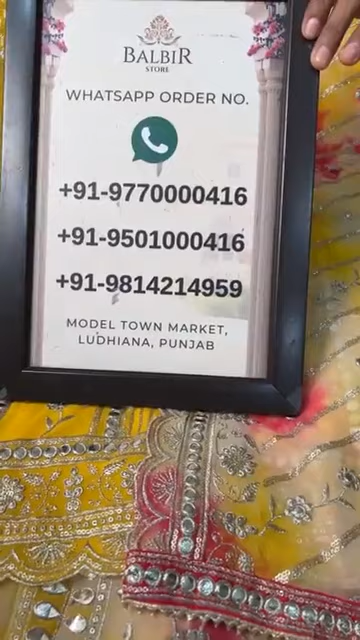 BALBIR
STORE
WHATSAPP ORDER NO.
+91-9770000416
+91-9501000416
+91-9814214959
MODEL TOWN MARKET,
LUDHIANA, PUNJAB